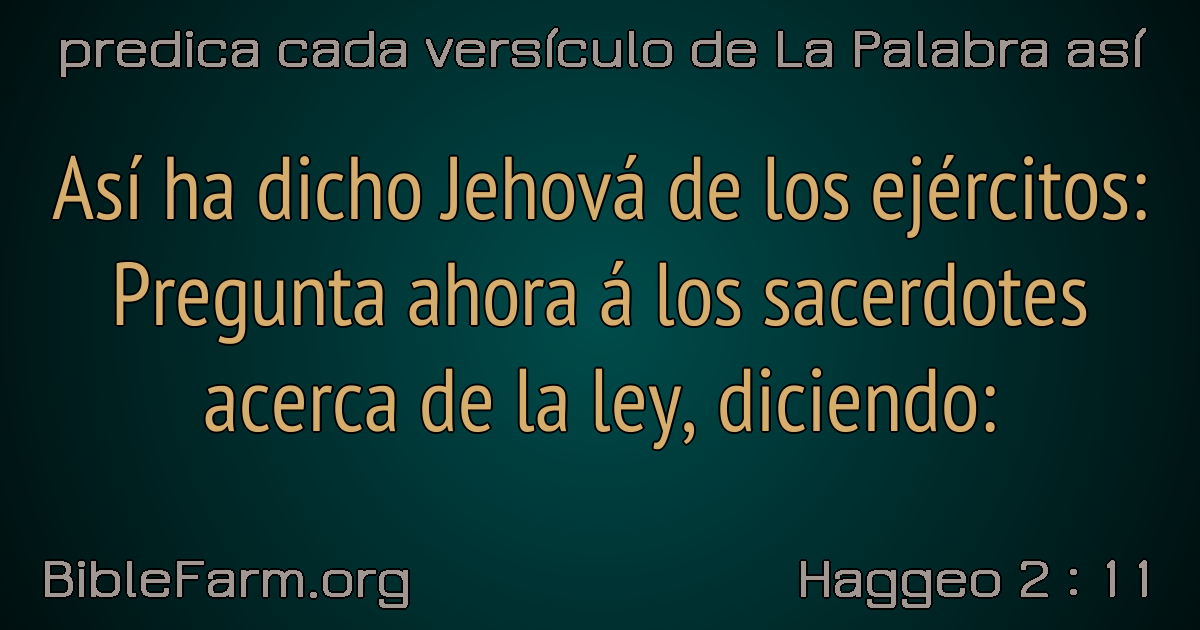 predica cada versículo de La Palabra así
Así ha dicho Jehová de los ejércitos:
Pregunta ahora á los sacerdotes
acerca de la ley, diciendo:
BibleFarm.org
Haggeo 2 : 11